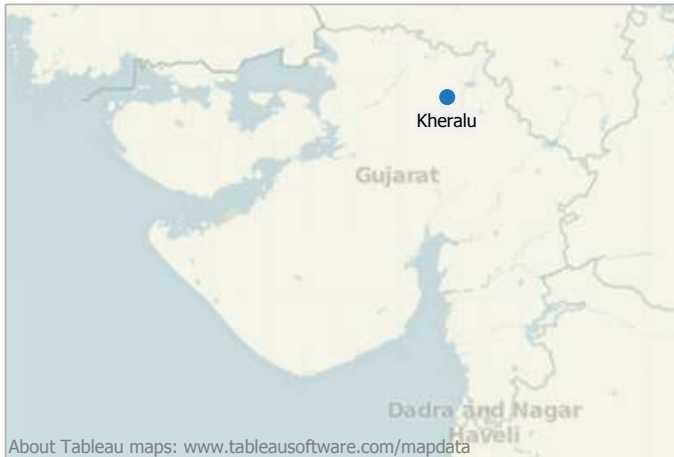 Kheralu
Gujarat
Dadra and Nagar
Haveli
About Tableau maps: www.tableausoftware.com/mapdata